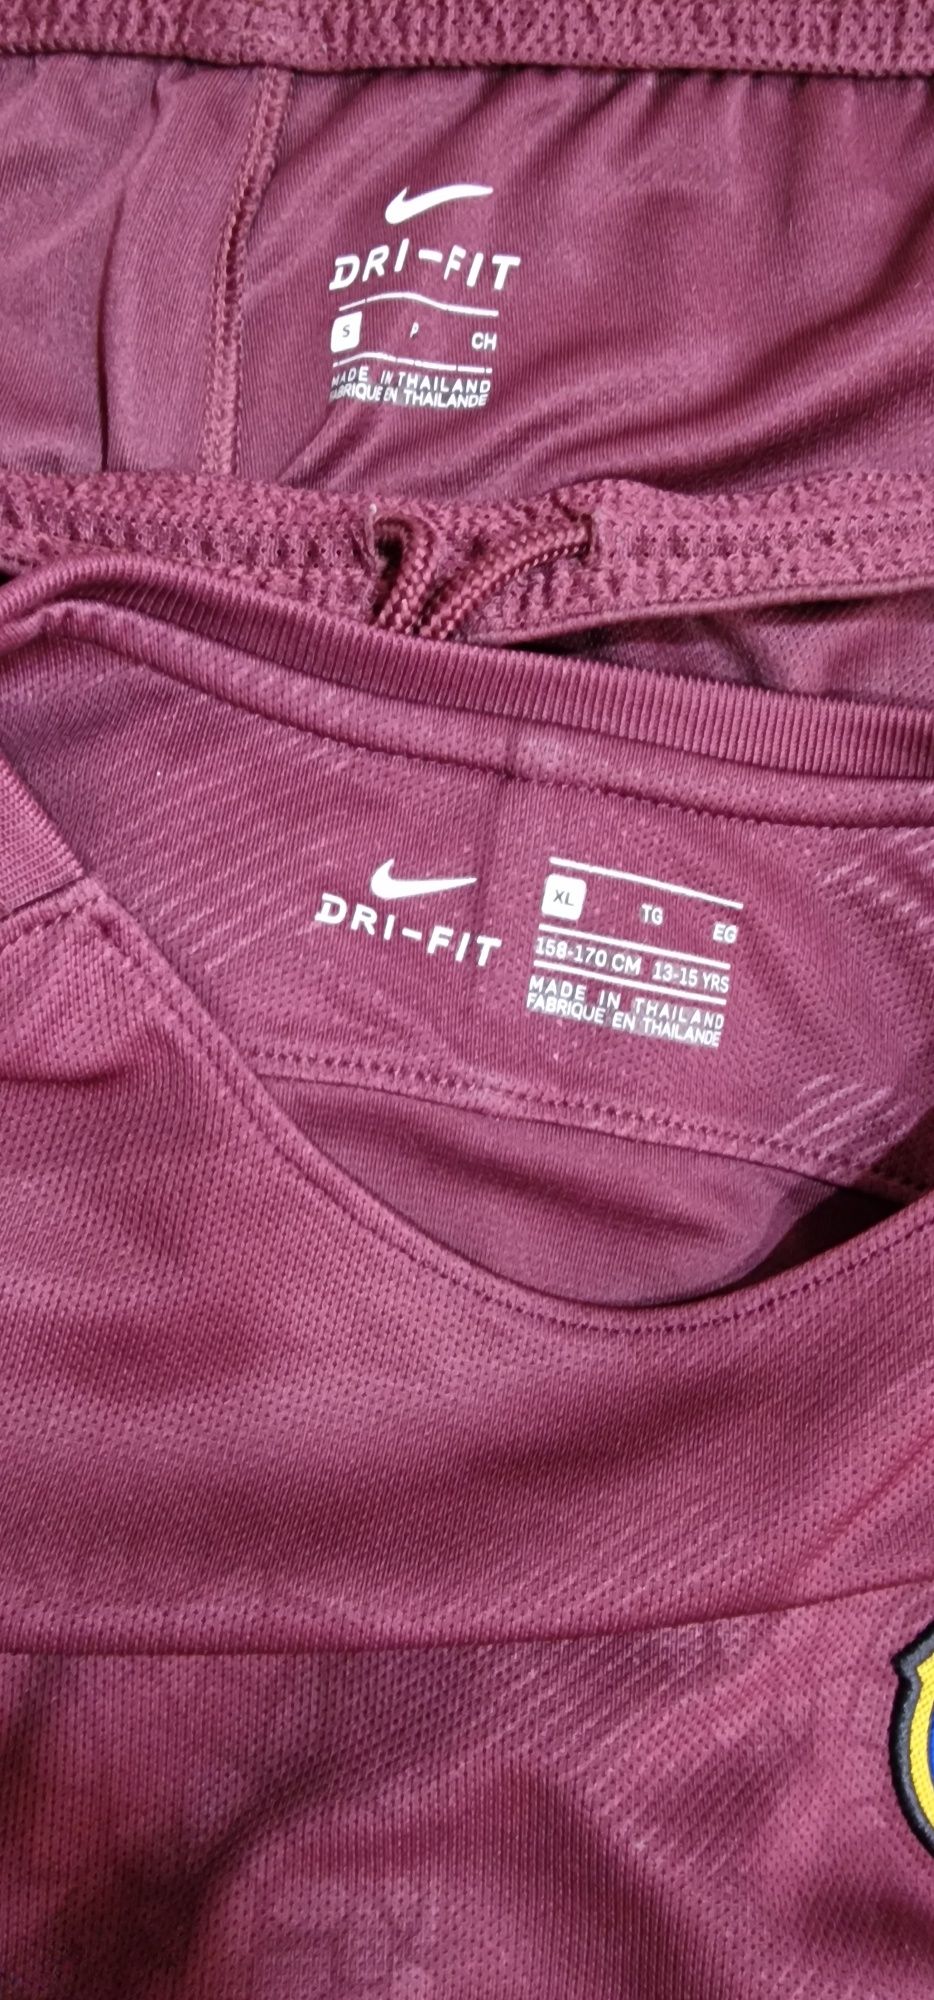 DRI-FIT
S P CH
MADE IN THAILAND
FABRIQUE EN THAILANDE
DRI-FIT
XL TG EG
158-170 CM 13-15 YRS
MADE IN THAILAND
FABRIQUE EN THAILANDE